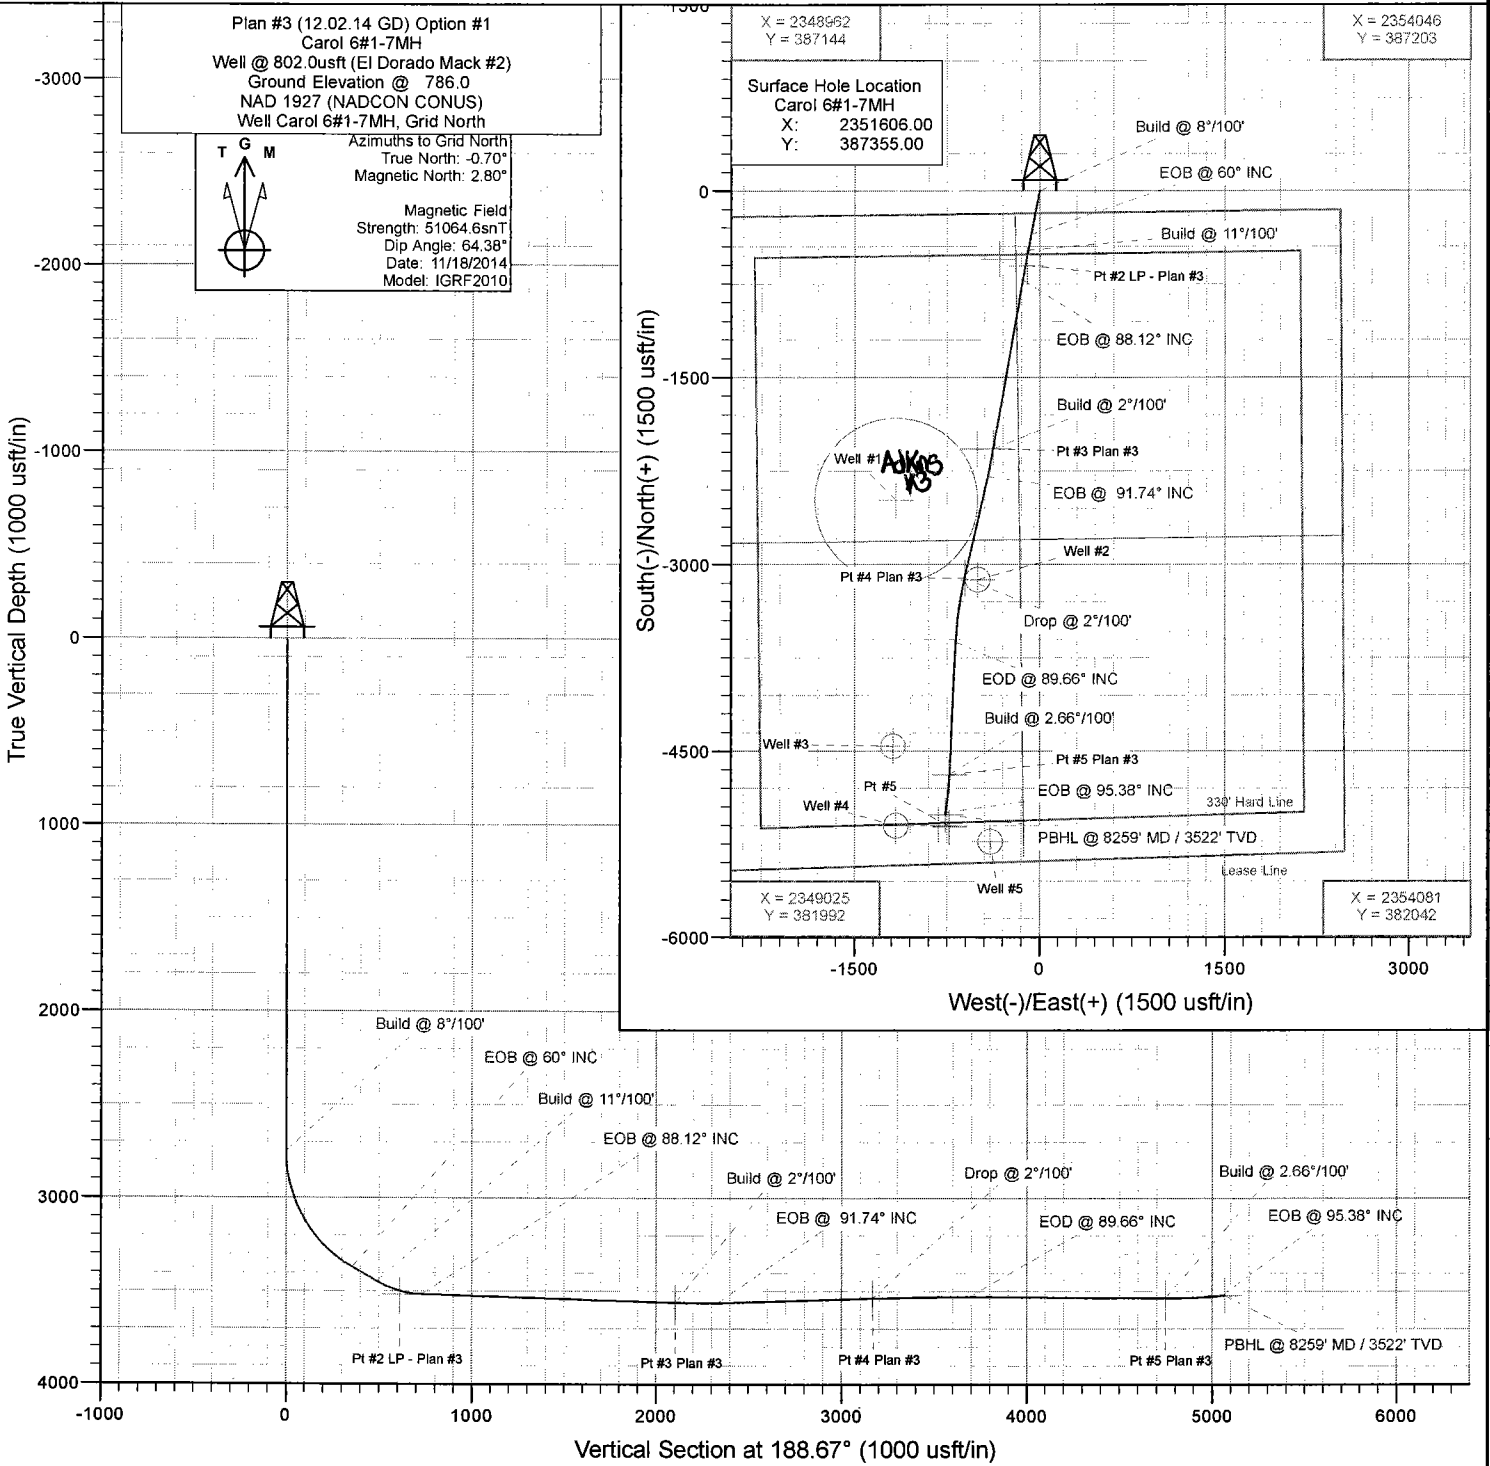 Plan #3 (12.02.14 GD) Option #1
Carol 6#1-7MH
Well @ 802.0usft (El Dorado Mack #2)
Ground Elevation @ 786.0
NAD 1927 (NADCON CONUS)
Well Carol 6#1-7MH, Grid North
T G M
Azimuths to Grid North
True North: -0.70°
Magnetic North: 2.80°
Magnetic Field
Strength: 51064.6snT
Dip Angle: 64.38°
Date: 11/18/2014
Model: IGRF2010
True Vertical Depth (1000 usft/in)
-3000
-2000
-1000
0
1000
2000
3000
4000
Build @ 8°/100'
EOB @ 60° INC
Build @ 11°/100'
EOB @ 88.12° INC
Build @ 2°/100'
EOB @ 91.74° INC
Drop @ 2°/100'
EOD @ 89.66° INC
Build @ 2.66°/100'
EOB @ 95.38° INC
PBHL @ 8259' MD / 3522' TVD
Pt #2 LP - Plan #3
Pt #3 Plan #3
Pt #4 Plan #3
Pt #5 Plan #3
-1000
0
1000
2000
3000
4000
5000
6000
Vertical Section at 188.67° (1000 usft/in)
1500
X = 2348962
Y = 387144
X = 2354046
Y = 387203
Surface Hole Location
Carol 6#1-7MH
X: 2351606.00
Y: 387355.00
South(-)/North(+) (1500 usft/in)
0
-1500
-3000
-4500
-6000
Build @ 8°/100'
EOB @ 60° INC
Build @ 11°/100'
Pt #2 LP - Plan #3
EOB @ 88.12° INC
Build @ 2°/100'
Pt #3 Plan #3
Well #1
Adkins
#3
EOB @ 91.74° INC
Well #2
Pt #4 Plan #3
Drop @ 2°/100'
EOD @ 89.66° INC
Build @ 2.66°/100'
Well #3
Pt #5 Plan #3
Pt #5
EOB @ 95.38° INC
Well #4
330' Hard Line
PBHL @ 8259' MD / 3522' TVD
Lease Line
Well #5
X = 2349025
Y = 381992
X = 2354081
Y = 382042
-1500
0
1500
3000
West(-)/East(+) (1500 usft/in)